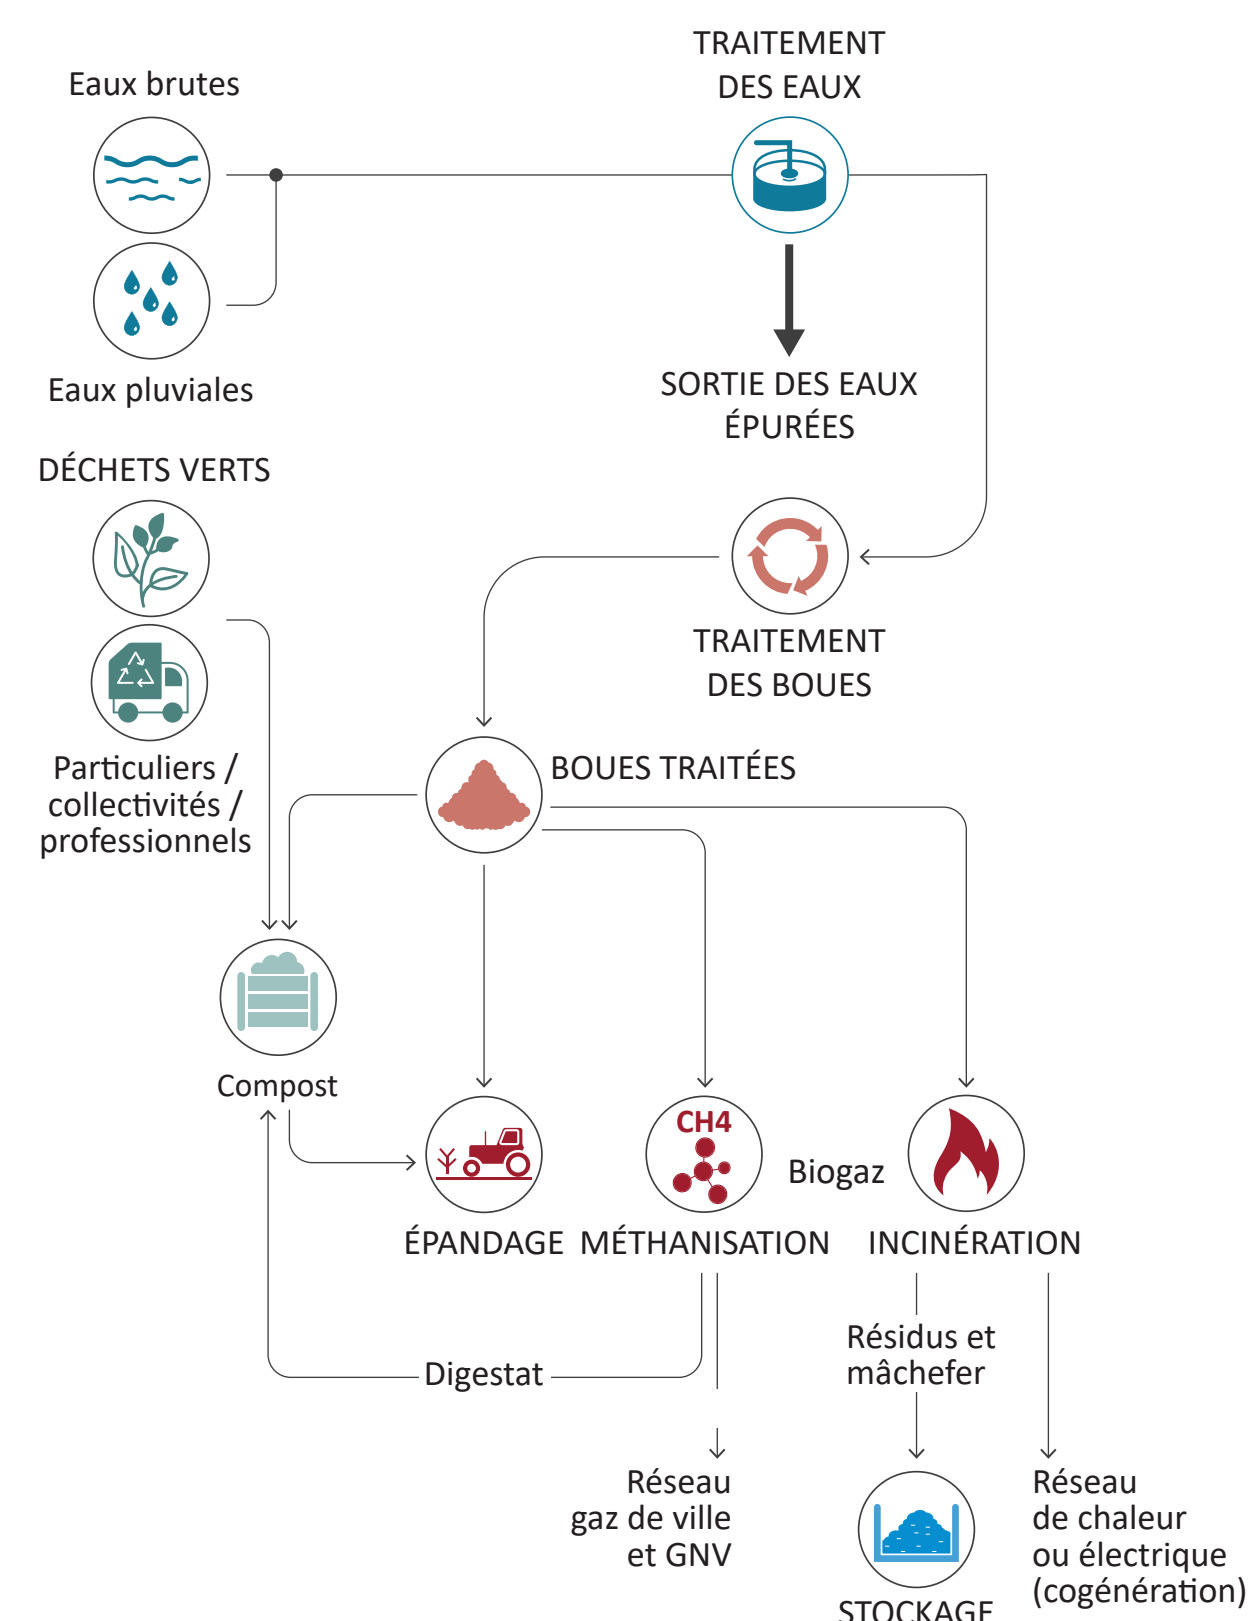 TRAITEMENT
DES EAUX
Eaux brutes
Eaux pluviales
SORTIE DES EAUX
ÉPURÉES
DÉCHETS VERTS
TRAITEMENT
DES BOUES
Particuliers /
collectivités /
professionnels
BOUES TRAITÉES
Compost
CH4
Biogaz
ÉPANDAGE
MÉTHANISATION
INCINÉRATION
Résidus et
mâchefer
Digestat
Réseau
gaz de ville
et GNV
Réseau
de chaleur
ou électrique
(cogénération)
STOCKAGE